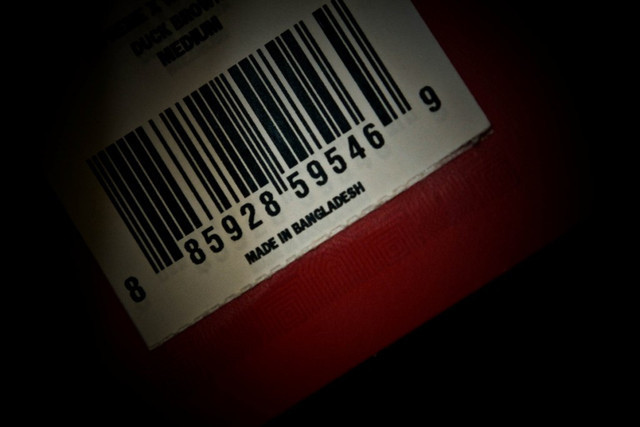 DUCK BROWN
MEDIUM
8 85928 59546 9
MADE IN BANGLADESH